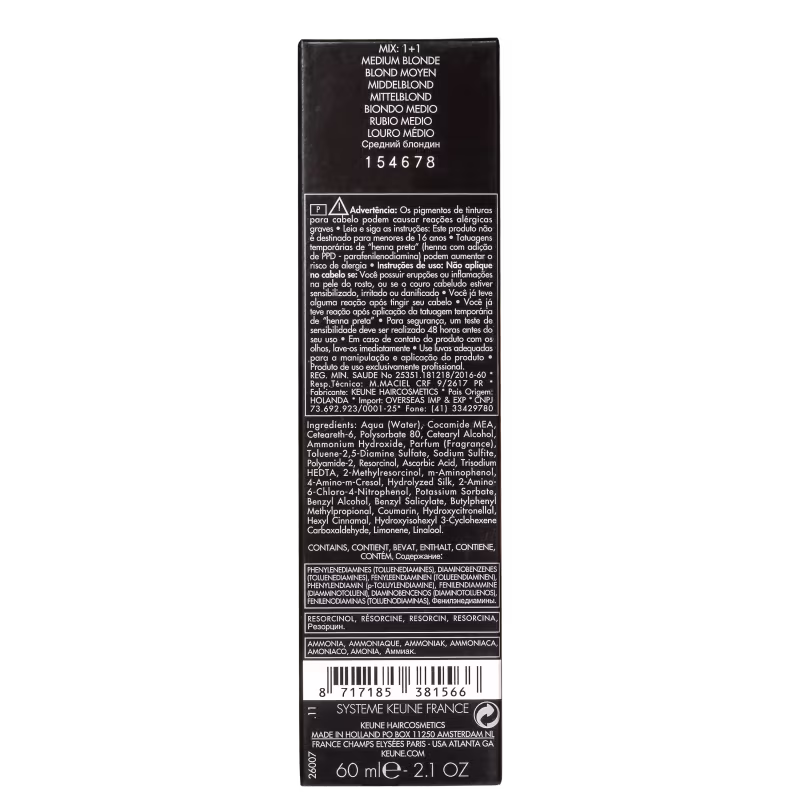 MIX: 1+1
MEDIUM BLONDE
BLOND MOYEN
MIDDELBLOND
MITTELBLOND
BIONDO MEDIO
RUBIO MEDIO
LOURO MÉDIO
Средний блондин
154678
P Advertência: Os pigmentos de tinturas
para cabelo podem causar reações alérgicas
graves • Leia e siga as instruções: Este produto não
é destinado para menores de 16 anos • Tatuagens
temporárias de “henna preta” (henna com adição
de PPD - parafenilenodiamina) podem aumentar o
risco de alergia • Instruções de uso: Não aplique
no cabelo se: Você possuir erupções ou inflamações
na pele do rosto, ou se o couro cabeludo estiver
sensibilizado, irritado ou danificado • Você já teve
alguma reação após tingir seu cabelo • Você já
teve reação após aplicação da tatuagem temporária
de “henna preta” • Para segurança, um teste de
sensibilidade deve ser realizado 48 horas antes do
seu uso • Em caso de contato do produto com os
olhos, lave-os imediatamente • Use luvas adequadas
para a manipulação e aplicação do produto •
Produto de uso exclusivamente profissional.
REG. MIN. SAUDE No 25351.181218/2016-60 *
Resp.Técnico: M.MACIEL CRF 9/2617 PR *
Fabricante: KEUNE HAIRCOSMETICS * Pais Origem:
HOLANDA * Import: OVERSEAS IMP & EXP * CNPJ
73.692.923/0001-25* Fone: (41) 33429780
Ingredients: Aqua (Water), Cocamide MEA,
Ceteareth-6, Polysorbate 80, Cetearyl Alcohol,
Ammonium Hydroxide, Parfum (Fragrance),
Toluene-2,5-Diamine Sulfate, Sodium Sulfite,
Polyamide-2, Resorcinol, Ascorbic Acid, Trisodium
HEDTA, 2-Methylresorcinol, m-Aminophenol,
4-Amino-m-Cresol, Hydrolyzed Silk, 2-Amino-
6-Chloro-4-Nitrophenol, Potassium Sorbate,
Benzyl Alcohol, Benzyl Salicylate, Butylphenyl
Methylpropional, Coumarin, Hydroxycitronellal,
Hexyl Cinnamal, Hydroxyisohexyl 3-Cyclohexene
Carboxaldehyde, Limonene, Linalool.
CONTAINS, CONTIENT, BEVAT, ENTHALT, CONTIENE,
CONTÉM, Содержание:
PHENYLENEDIAMINES (TOLUENEDIAMINES), DIAMINOBENZENES
(TOLUENEDIAMINES), FENYLEENDIAMINEN (TOLUEENDIAMINEN),
PHENYLENDIAMIN (p-TOLUYLENDIAMINE), FENILENDIAMMINE
(DIAMMINOTOLUENI), DIAMINOBENCENOS (DIAMINOTOLUENOS),
FENILENODIAMINAS (TOLUENODIAMINAS), Фенилэнедиамины.
RESORCINOL, RÉSORCINE, RESORCIN, RESORCINA,
Резорцин.
AMMONIA, AMMONIAQUE, AMMONIAK, AMMONIACA,
AMONIACO, AMONIA, Аммиак.
8 717185 381566
.11
SYSTEME KEUNE FRANCE
KEUNE HAIRCOSMETICS
MADE IN HOLLAND PO BOX 11250 AMSTERDAM NL
FRANCE CHAMPS ELYSÉES PARIS - USA ATLANTA GA
KEUNE.COM
26007
60 ml e - 2.1 OZ